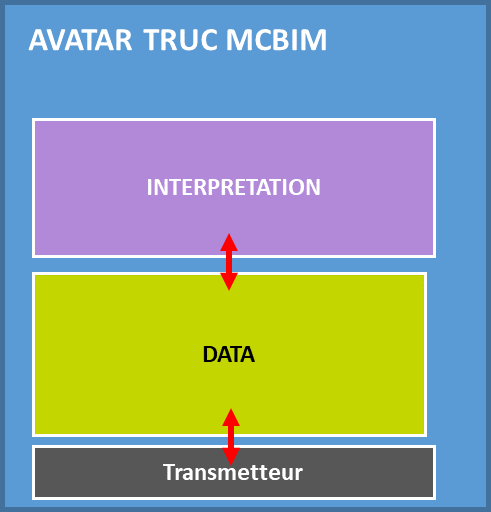 AVATAR TRUC MCBIM
INTERPRETATION
DATA
Transmetteur